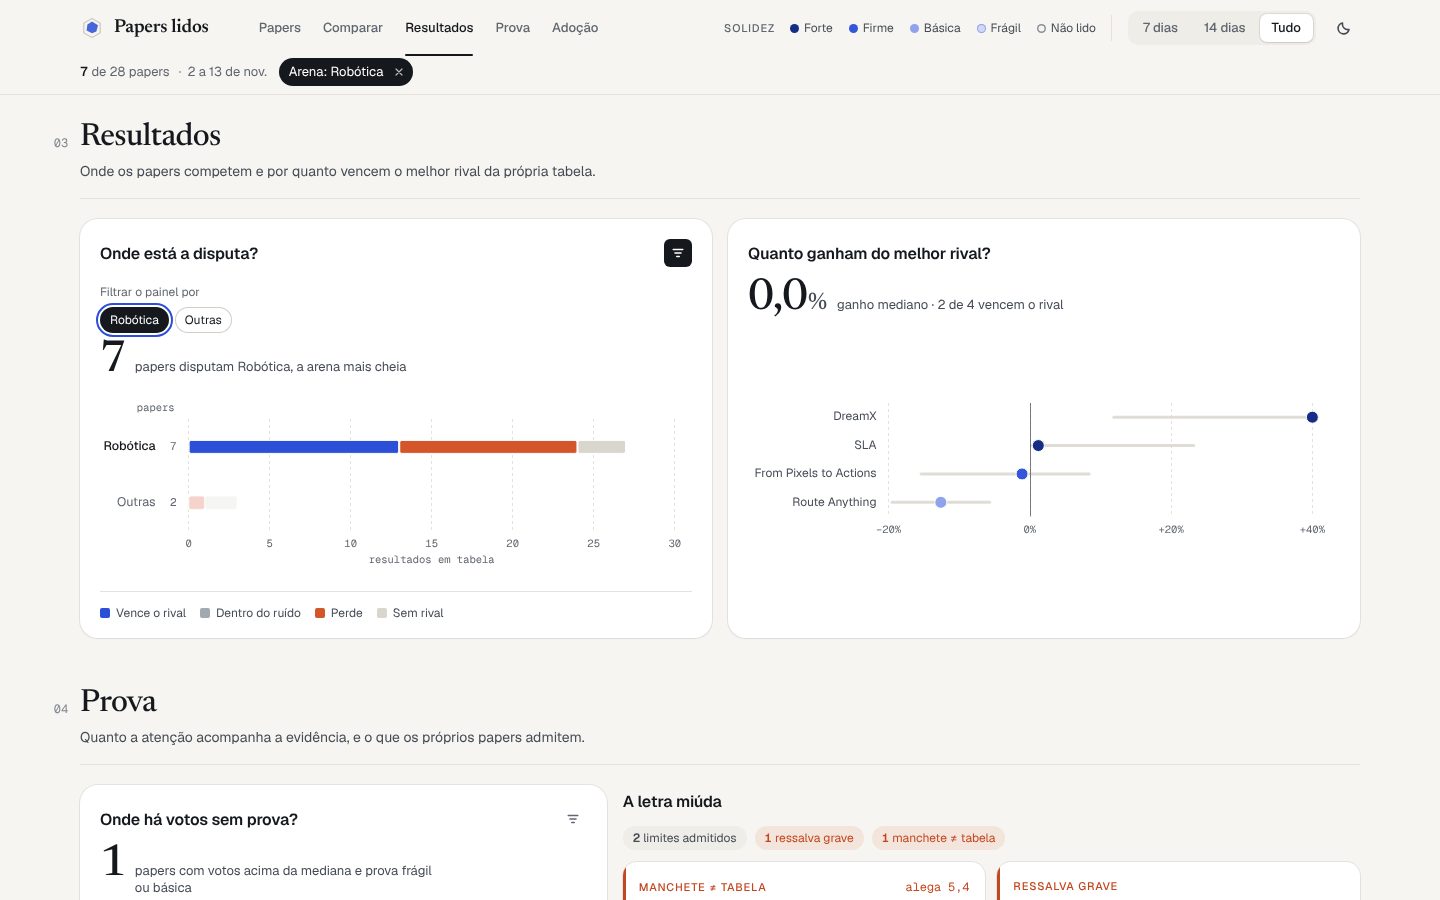 Papers lidos
Papers Comparar Resultados Prova Adoção
SOLIDEZ Forte Firme Básica Frágil Não lido
7 dias 14 dias Tudo
7 de 28 papers · 2 a 13 de nov. Arena: Robótica ×
03 Resultados
Onde os papers competem e por quanto vencem o melhor rival da própria tabela.
Onde está a disputa?
Filtrar o painel por
Robótica Outras
7 papers disputam Robótica, a arena mais cheia
papers
Robótica 7
Outras 2
0 5 10 15 20 25 30
resultados em tabela
Vence o rival Dentro do ruído Perde Sem rival
Quanto ganham do melhor rival?
0,0% ganho mediano · 2 de 4 vencem o rival
DreamX
SLA
From Pixels to Actions
Route Anything
−20% 0% +20% +40%
04 Prova
Quanto a atenção acompanha a evidência, e o que os próprios papers admitem.
Onde há votos sem prova?
1 papers com votos acima da mediana e prova frágil
ou básica
A letra miúda
2 limites admitidos 1 ressalva grave 1 manchete ≠ tabela
MANCHETE ≠ TABELA alega 5,4
RESSALVA GRAVE